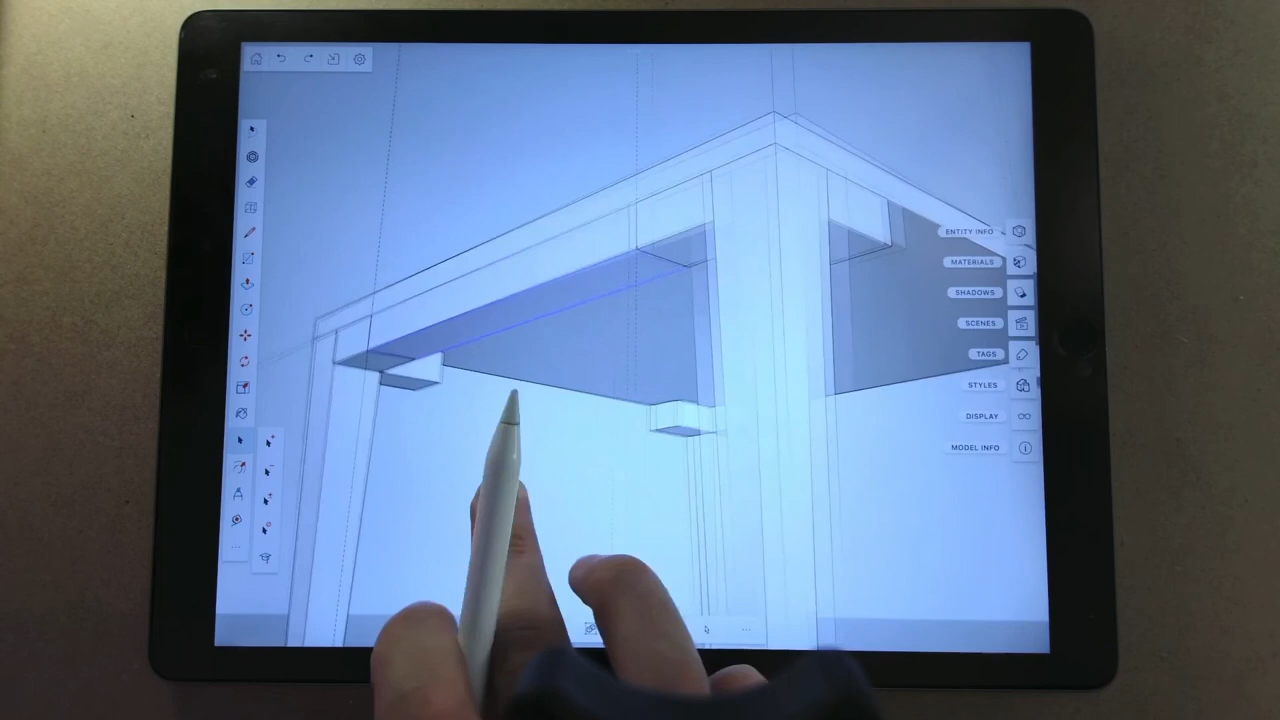 ENTITY INFO
MATERIALS
SHADOWS
SCENES
TAGS
STYLES
DISPLAY
MODEL INFO